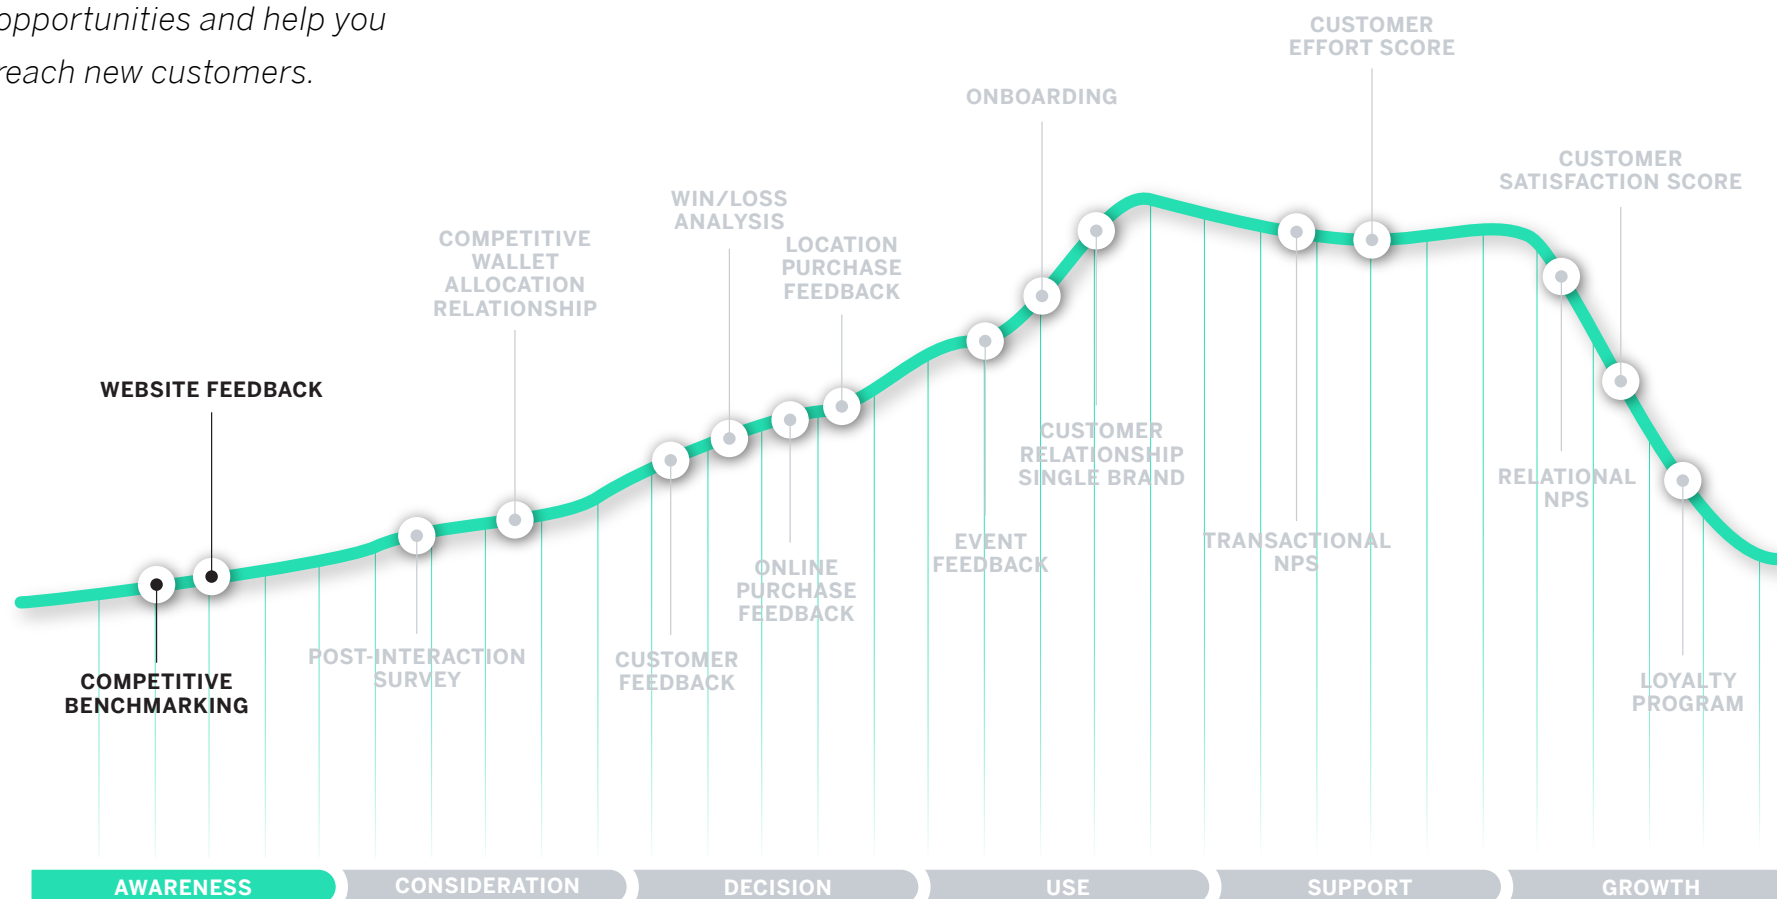 opportunities and help you
reach new customers.
CUSTOMER
EFFORT SCORE
ONBOARDING
CUSTOMER
SATISFACTION SCORE
WIN/LOSS
ANALYSIS
COMPETITIVE
WALLET
ALLOCATION
RELATIONSHIP
LOCATION
PURCHASE
FEEDBACK
WEBSITE FEEDBACK
CUSTOMER
RELATIONSHIP
SINGLE BRAND
RELATIONAL
NPS
EVENT
FEEDBACK
TRANSACTIONAL
NPS
ONLINE
PURCHASE
FEEDBACK
POST-INTERACTION
SURVEY
CUSTOMER
FEEDBACK
COMPETITIVE
BENCHMARKING
LOYALTY
PROGRAM
AWARENESS
CONSIDERATION
DECISION
USE
SUPPORT
GROWTH